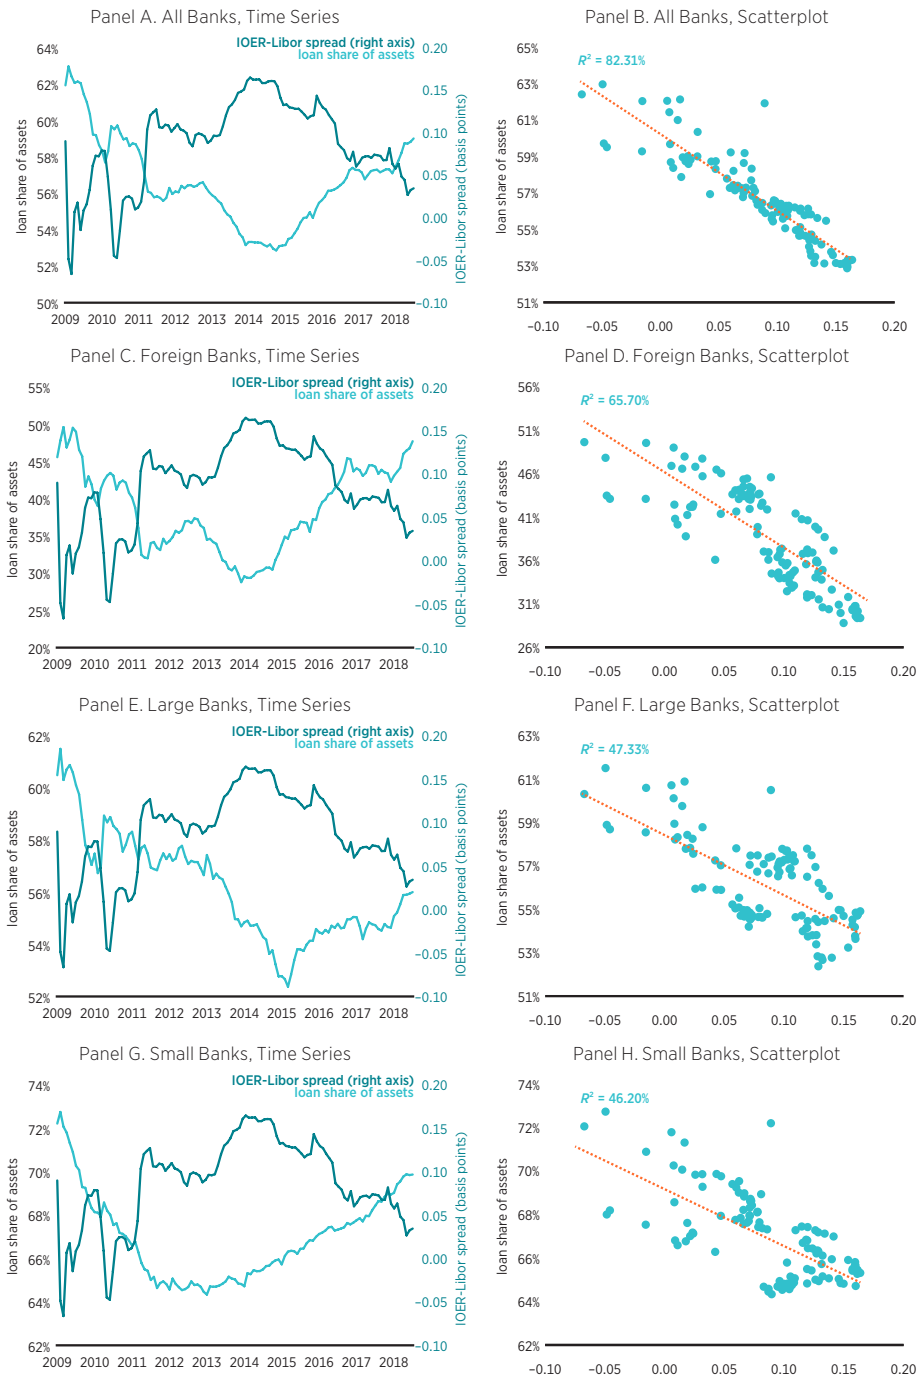 Panel A. All Banks, Time Series
IOER-Libor spread (right axis)
loan share of assets
64%
62%
60%
58%
56%
54%
52%
50%
loan share of assets
0.20
0.15
0.10
0.05
0.00
−0.05
−0.10
IOER-Libor spread (basis points)
2009 2010 2011 2012 2013 2014 2015 2016 2017 2018
Panel B. All Banks, Scatterplot
R² = 82.31%
65%
63%
61%
59%
57%
55%
53%
51%
loan share of assets
−0.10 −0.05 0.00 0.05 0.10 0.15 0.20
Panel C. Foreign Banks, Time Series
IOER-Libor spread (right axis)
loan share of assets
55%
50%
45%
40%
35%
30%
25%
20%
loan share of assets
0.20
0.15
0.10
0.05
0.00
−0.05
−0.10
IOER-Libor spread (basis points)
2009 2010 2011 2012 2013 2014 2015 2016 2017 2018
Panel D. Foreign Banks, Scatterplot
R² = 65.70%
56%
51%
46%
41%
36%
31%
26%
loan share of assets
−0.10 −0.05 0.00 0.05 0.10 0.15 0.20
Panel E. Large Banks, Time Series
IOER-Libor spread (right axis)
loan share of assets
62%
60%
58%
56%
54%
52%
loan share of assets
0.20
0.15
0.10
0.05
0.00
−0.05
−0.10
IOER-Libor spread (basis points)
2009 2010 2011 2012 2013 2014 2015 2016 2017 2018
Panel F. Large Banks, Scatterplot
R² = 47.33%
63%
61%
59%
57%
55%
53%
51%
loan share of assets
−0.10 −0.05 0.00 0.05 0.10 0.15 0.20
Panel G. Small Banks, Time Series
IOER-Libor spread (right axis)
loan share of assets
74%
72%
70%
68%
66%
64%
62%
loan share of assets
0.20
0.15
0.10
0.05
0.00
−0.05
−0.10
IOER-Libor spread (basis points)
2009 2010 2011 2012 2013 2014 2015 2016 2017 2018
Panel H. Small Banks, Scatterplot
R² = 46.20%
74%
72%
70%
68%
66%
64%
62%
loan share of assets
−0.10 −0.05 0.00 0.05 0.10 0.15 0.20